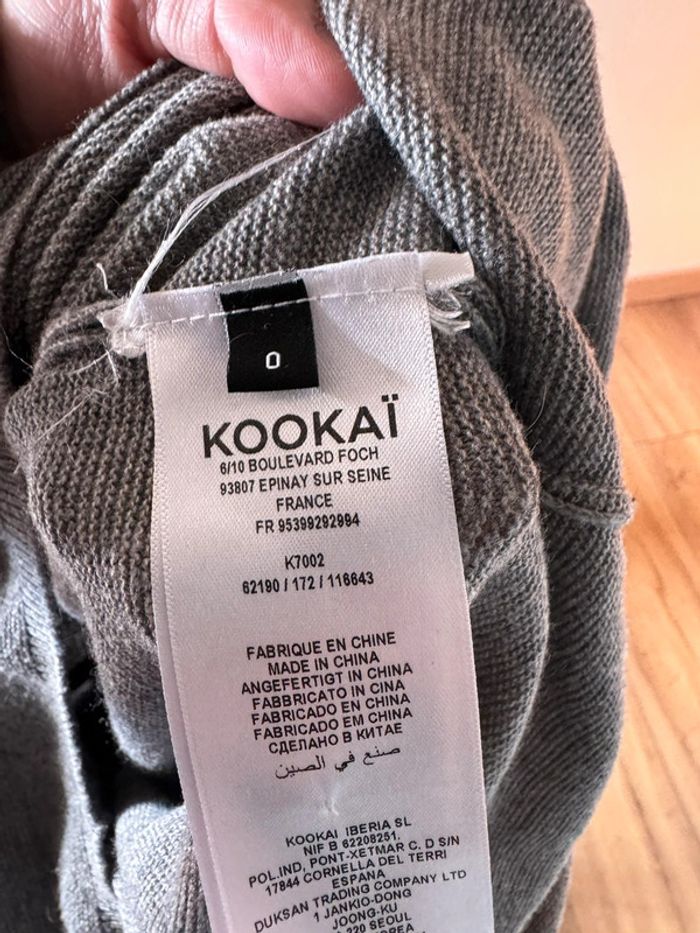 0
KOOKAÏ
6/10 BOULEVARD FOCH
93807 EPINAY SUR SEINE
FRANCE
FR 95399292994
K7002
62190 / 172 / 116643
FABRIQUE EN CHINE
MADE IN CHINA
ANGEFERTIGT IN CHINA
FABBRICATO IN CINA
FABRICADO EN CHINA
FABRICADO EM CHINA
СДЕЛАНО В КИТАЕ
صنع في الصين
KOOKAI IBERIA SL
NIF B 62208251.
POL.IND, PONT-XETMAR C. D S/N
17844 CORNELLA DEL TERRI
ESPANA
DUKSAN TRADING COMPANY LTD
1 JANKIO-DONG
JOONG-KU
220 SEOUL